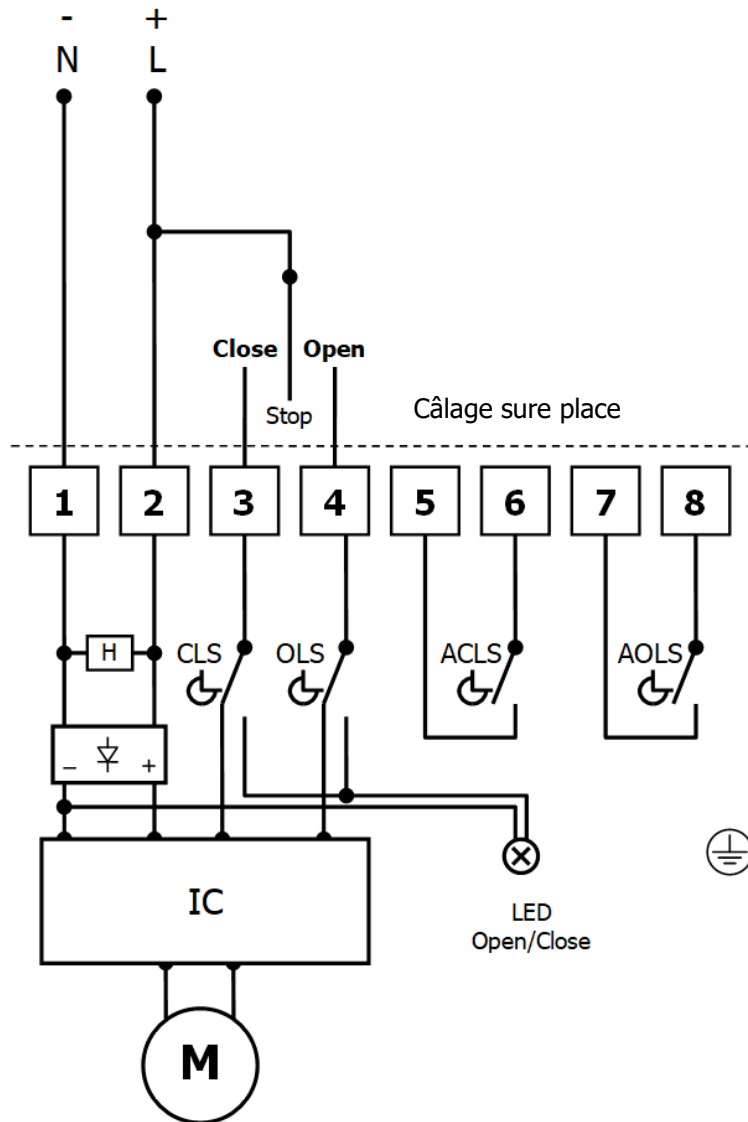 - +
N L
Close Open
Stop
Câlage sure place
1 2 3 4 5 6 7 8
H CLS OLS ACLS AOLS
– +
IC
LED
Open/Close
M